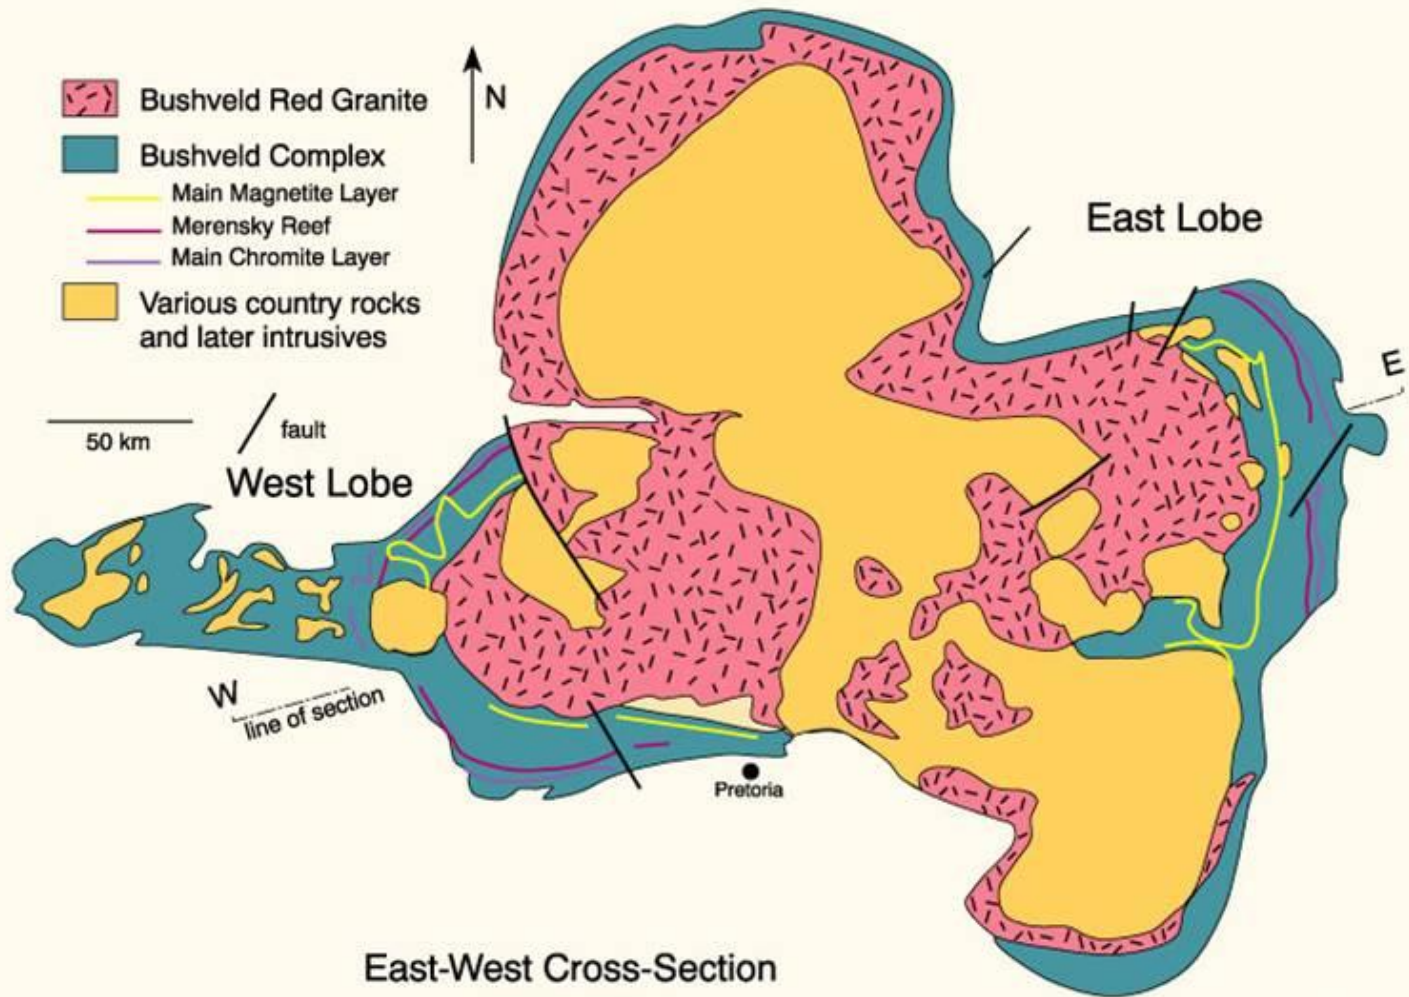 Bushveld Red Granite
Bushveld Complex
Main Magnetite Layer
Merensky Reef
Main Chromite Layer
Various country rocks
and later intrusives
N
East Lobe
E
50 km
fault
West Lobe
W
line of section
Pretoria
East-West Cross-Section